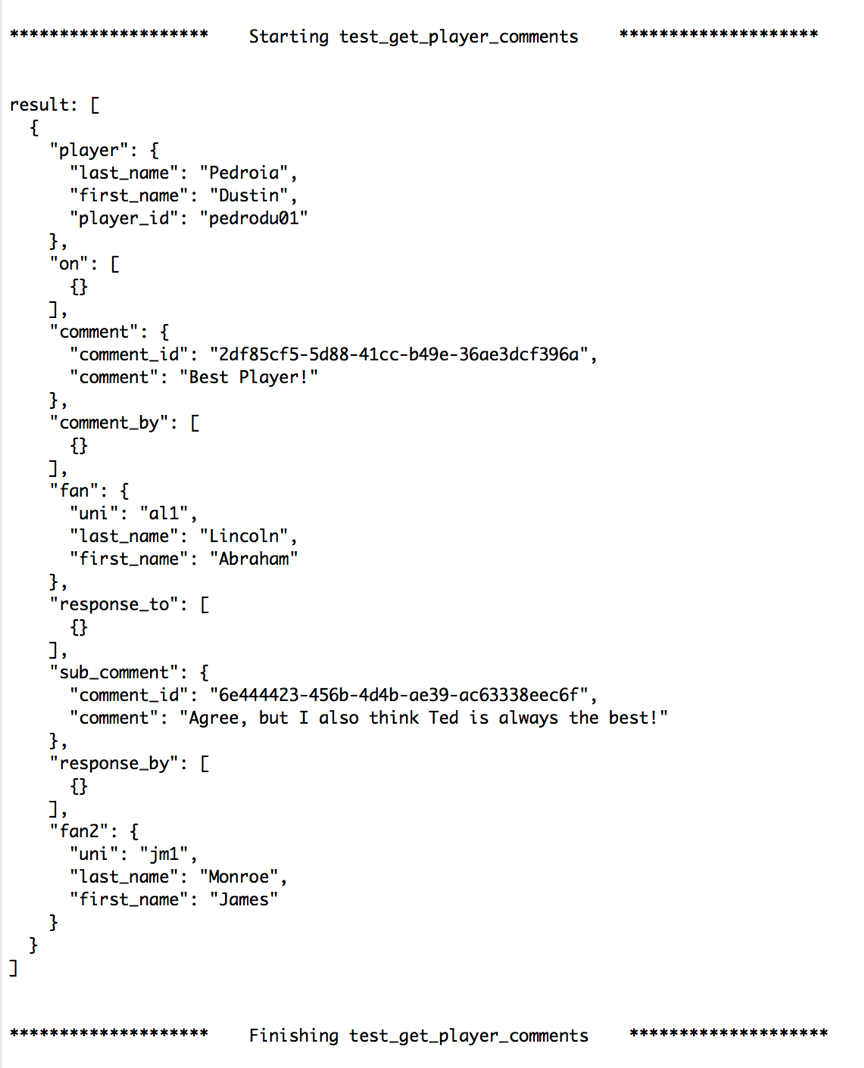 ********************    Starting test_get_player_comments    ********************
result: [
  {
    "player": {
      "last_name": "Pedroia",
      "first_name": "Dustin",
      "player_id": "pedrodu01"
    },
    "on": [
      {}
    ],
    "comment": {
      "comment_id": "2df85cf5-5d88-41cc-b49e-36ae3dcf396a",
      "comment": "Best Player!"
    },
    "comment_by": [
      {}
    ],
    "fan": {
      "uni": "al1",
      "last_name": "Lincoln",
      "first_name": "Abraham"
    },
    "response_to": [
      {}
    ],
    "sub_comment": {
      "comment_id": "6e444423-456b-4d4b-ae39-ac63338eec6f",
      "comment": "Agree, but I also think Ted is always the best!"
    },
    "response_by": [
      {}
    ],
    "fan2": {
      "uni": "jm1",
      "last_name": "Monroe",
      "first_name": "James"
    }
  }
]
********************    Finishing test_get_player_comments    ********************